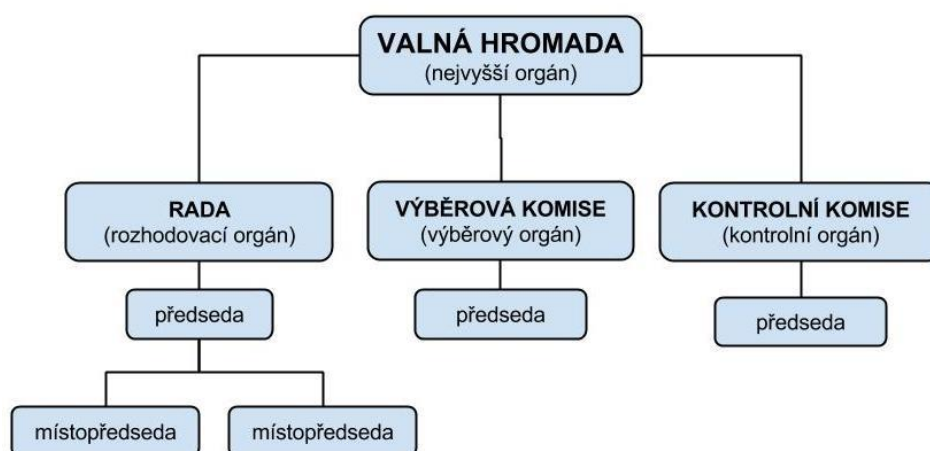 VALNÁ HROMADA
(nejvyšší orgán)
RADA
(rozhodovací orgán)
VÝBĚROVÁ KOMISE
(výběrový orgán)
KONTROLNÍ KOMISE
(kontrolní orgán)
předseda
předseda
předseda
místopředseda
místopředseda